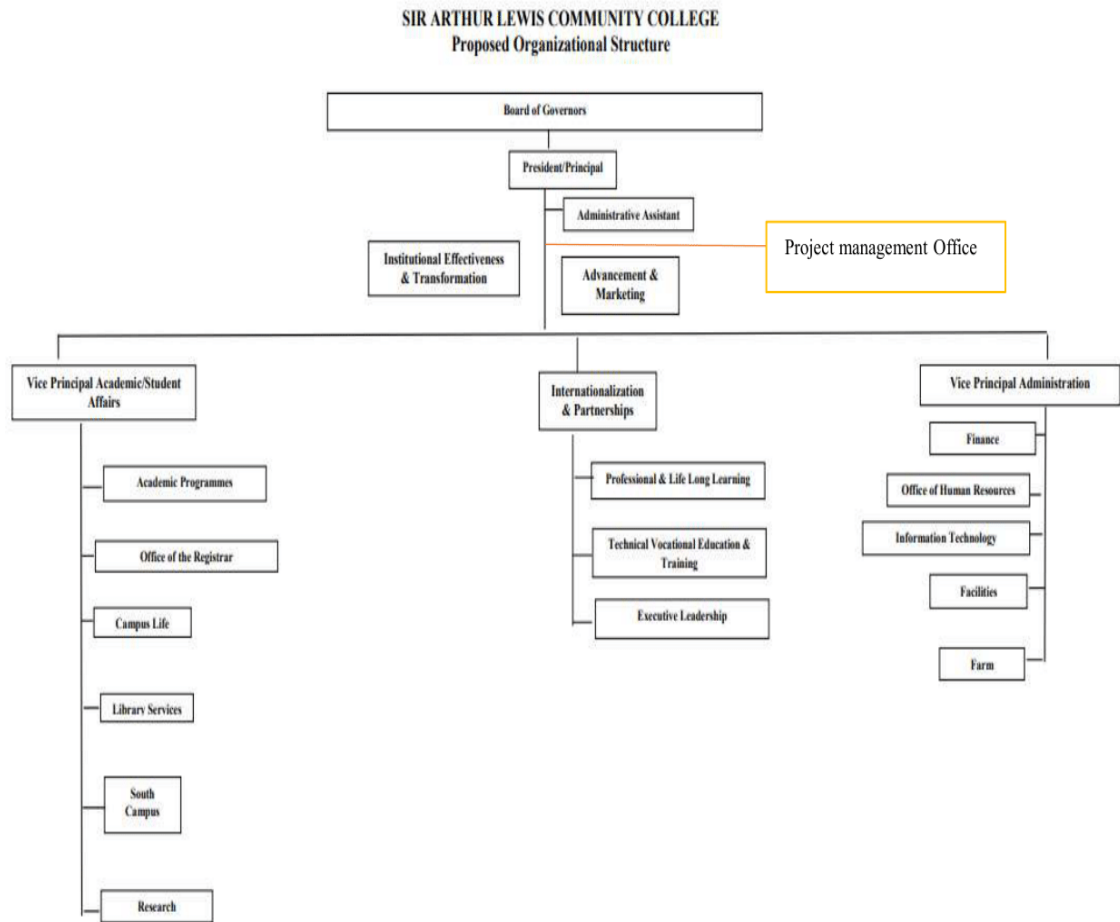 SIR ARTHUR LEWIS COMMUNITY COLLEGE
Proposed Organizational Structure
Board of Governors
President/Principal
Administrative Assistant
Project management Office
Institutional Effectiveness
& Transformation
Advancement &
Marketing
Vice Principal Academic/Student
Affairs
Academic Programmes
Office of the Registrar
Campus Life
Library Services
South
Campus
Research
Internationalization
& Partnerships
Professional & Life Long Learning
Technical Vocational Education &
Training
Executive Leadership
Vice Principal Administration
Finance
Office of Human Resources
Information Technology
Facilities
Farm